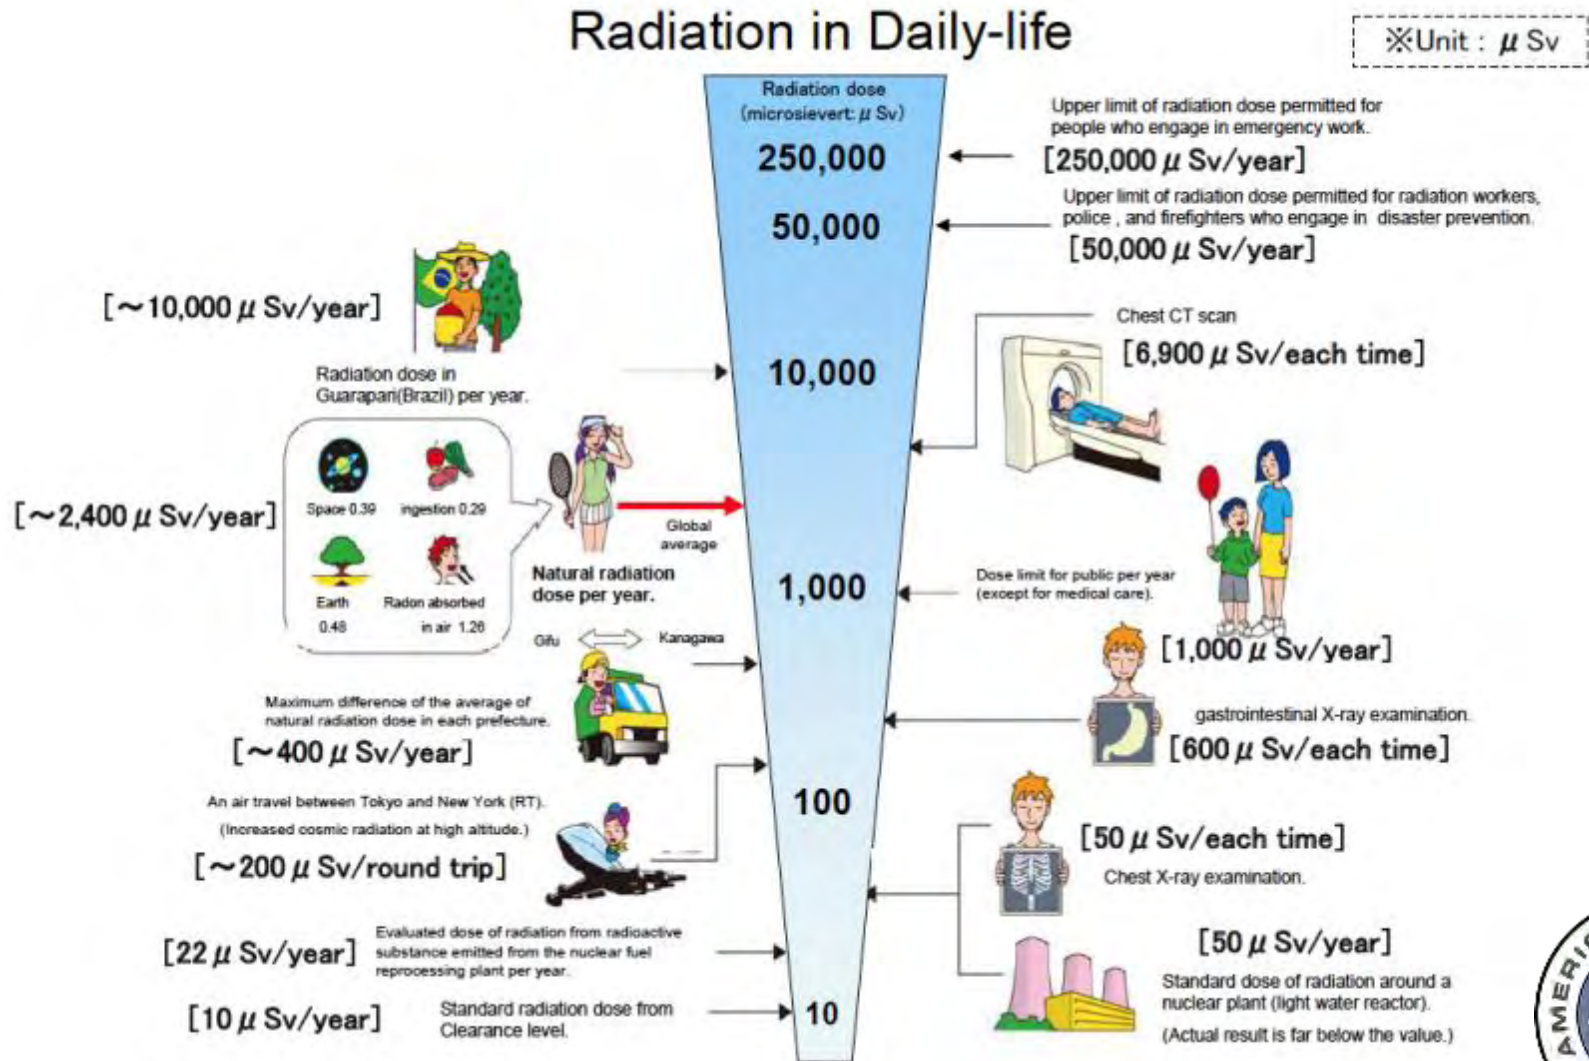 Radiation in Daily-life
※Unit : μ Sv
Radiation dose
(microsievert: μ Sv)
250,000
50,000
10,000
1,000
100
10
Upper limit of radiation dose permitted for
people who engage in emergency work.
[250,000 μ Sv/year]
Upper limit of radiation dose permitted for radiation workers,
police , and firefighters who engage in disaster prevention.
[50,000 μ Sv/year]
[~10,000 μ Sv/year]
Radiation dose in
Guarapari(Brazil) per year.
Chest CT scan
[6,900 μ Sv/each time]
[~2,400 μ Sv/year]
Space 0.39
ingestion 0.29
Earth
0.48
Radon absorbed
in air 1.26
Global
average
Natural radiation
dose per year.
Dose limit for public per year
(except for medical care).
[1,000 μ Sv/year]
Gifu
Kanagawa
Maximum difference of the average of
natural radiation dose in each prefecture.
[~400 μ Sv/year]
gastrointestinal X-ray examination.
[600 μ Sv/each time]
An air travel between Tokyo and New York (RT).
(Increased cosmic radiation at high altitude.)
[~200 μ Sv/round trip]
[50 μ Sv/each time]
Chest X-ray examination.
[22 μ Sv/year]
Evaluated dose of radiation from radioactive
substance emitted from the nuclear fuel
reprocessing plant per year.
[50 μ Sv/year]
Standard dose of radiation around a
nuclear plant (light water reactor).
(Actual result is far below the value.)
[10 μ Sv/year]
Standard radiation dose from
Clearance level.